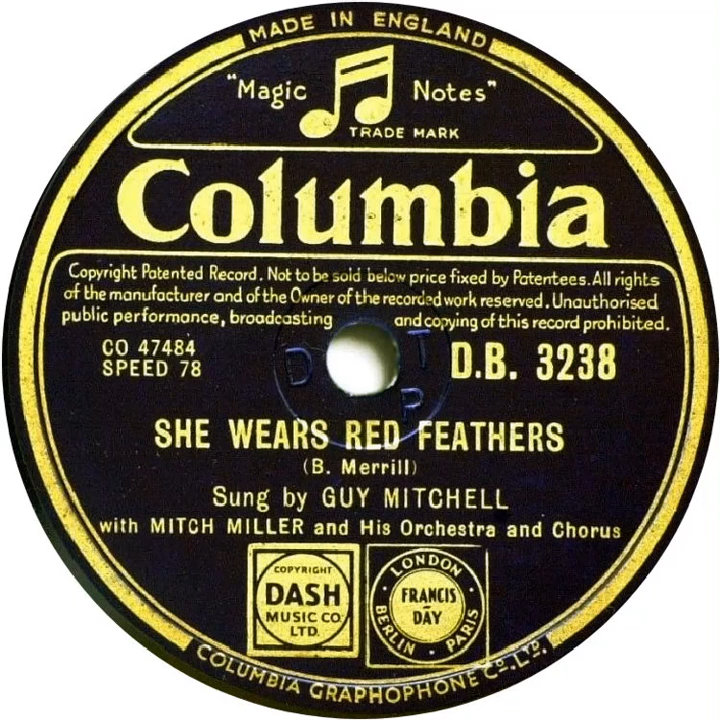 MADE IN ENGLAND
"Magic Notes"
TRADE MARK
Columbia
Copyright Patented Record. Not to be sold below price fixed by Patentees. All rights
of the manufacturer and of the Owner of the recorded work reserved. Unauthorised
public performance, broadcasting and copying of this record prohibited.
CO 47484
SPEED 78
D.B. 3238
D T
P
SHE WEARS RED FEATHERS
(B. Merrill)
Sung by GUY MITCHELL
with MITCH MILLER and His Orchestra and Chorus
COPYRIGHT
DASH
MUSIC CO.
LTD.
LONDON
FRANCIS
&
DAY
BERLIN - PARIS
COLUMBIA GRAPHOPHONE CO. LTD.